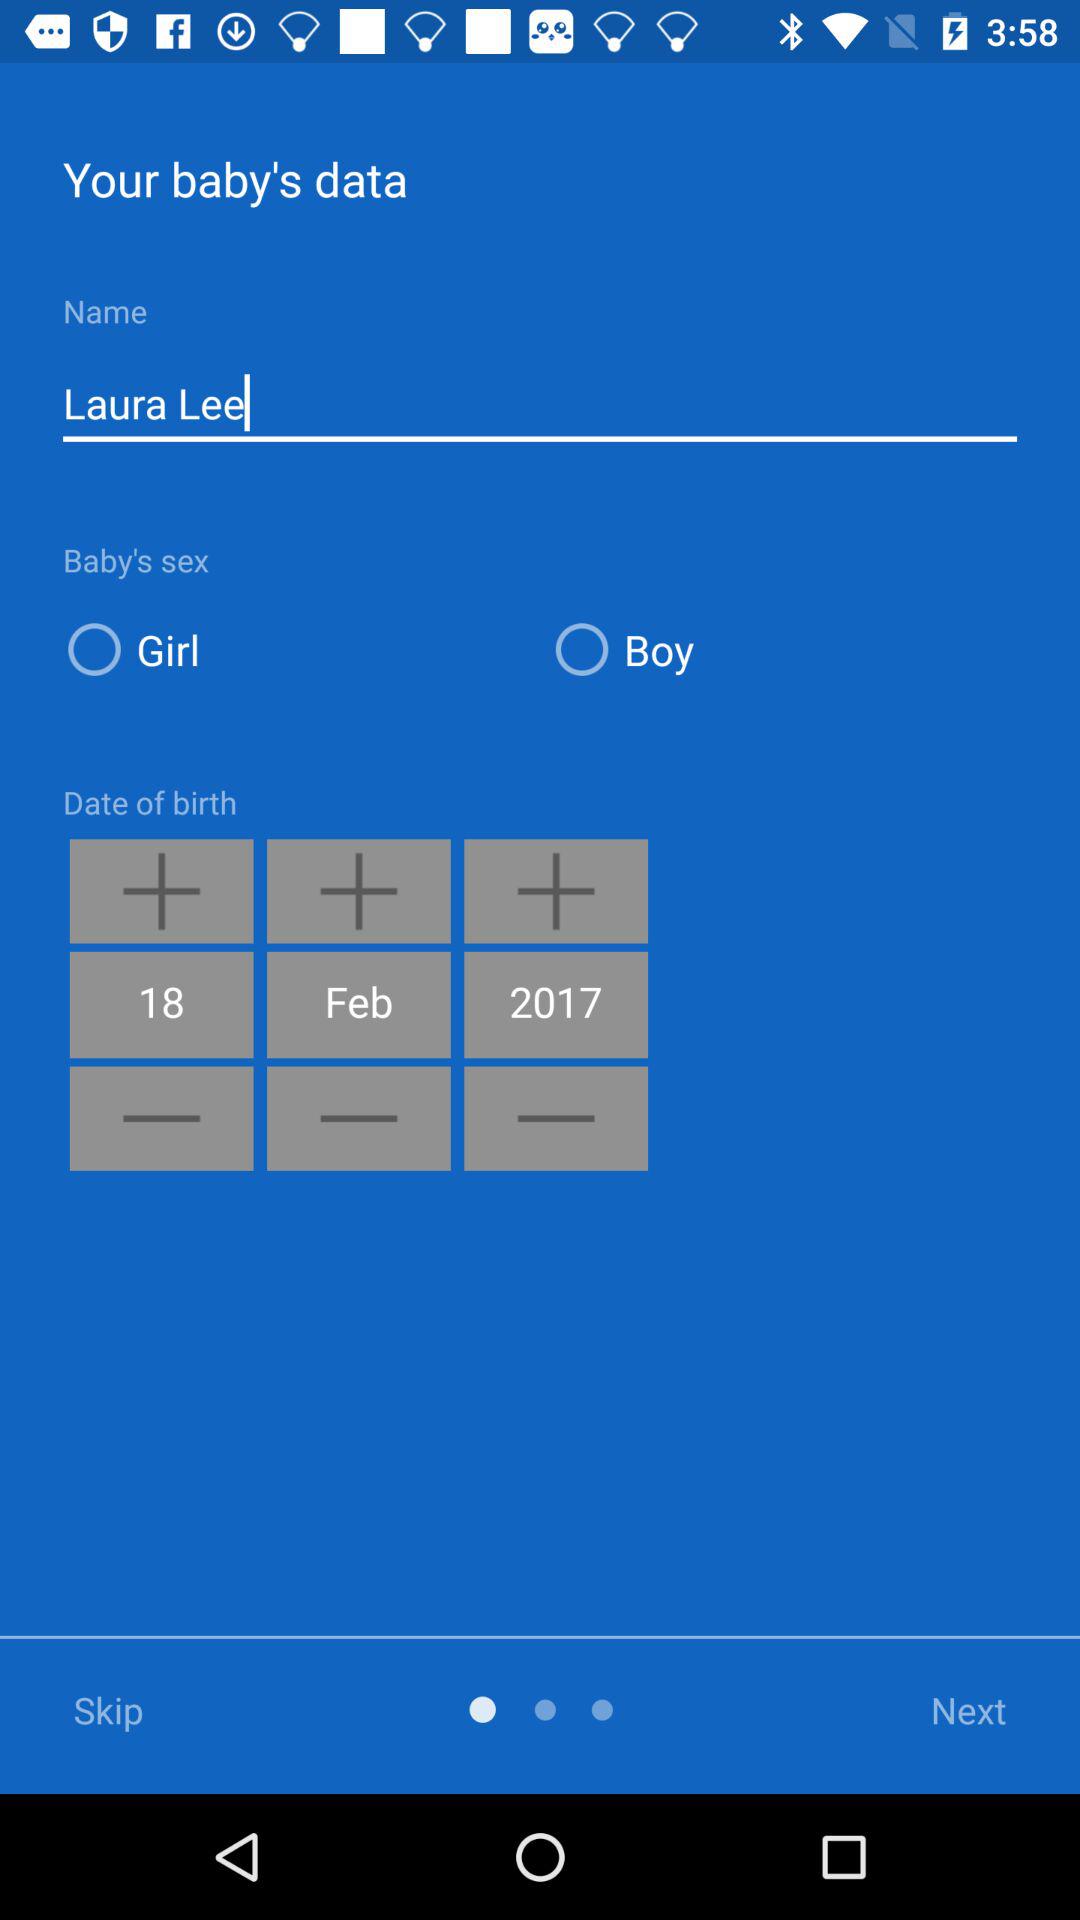 3:58
Your baby's data
Name
Laura Lee
Baby's sex
Girl Boy
Date of birth
18 Feb 2017
Skip Next